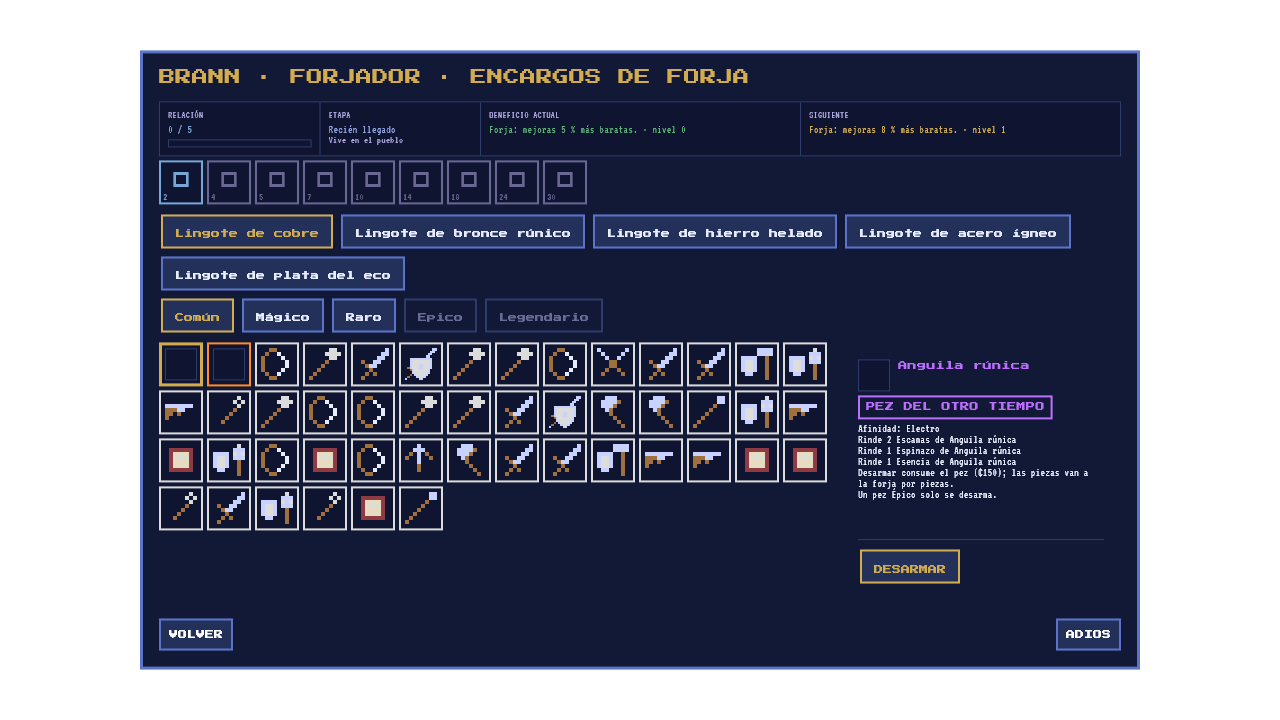 BRANN · FORJADOR · ENCARGOS DE FORJA
RELACIÓN
0 / 5
ETAPA
Recién llegado
Vive en el pueblo
BENEFICIO ACTUAL
Forja: mejoras 5 % más baratas. · nivel 0
SIGUIENTE
Forja: mejoras 8 % más baratas. · nivel 1
2 4 5 7 10 14 18 24 30
Lingote de cobre Lingote de bronce rúnico Lingote de hierro helado Lingote de acero ígneo
Lingote de plata del eco
Común Mágico Raro Epico Legendario
Anguila rúnica
PEZ DEL OTRO TIEMPO
Afinidad: Electro
Rinde 2 Escamas de Anguila rúnica
Rinde 1 Espinazo de Anguila rúnica
Rinde 1 Esencia de Anguila rúnica
Desarmar consume el pez (₡150); las piezas van a
la forja por piezas.
Un pez Épico solo se desarma.
DESARMAR
VOLVER
ADIOS